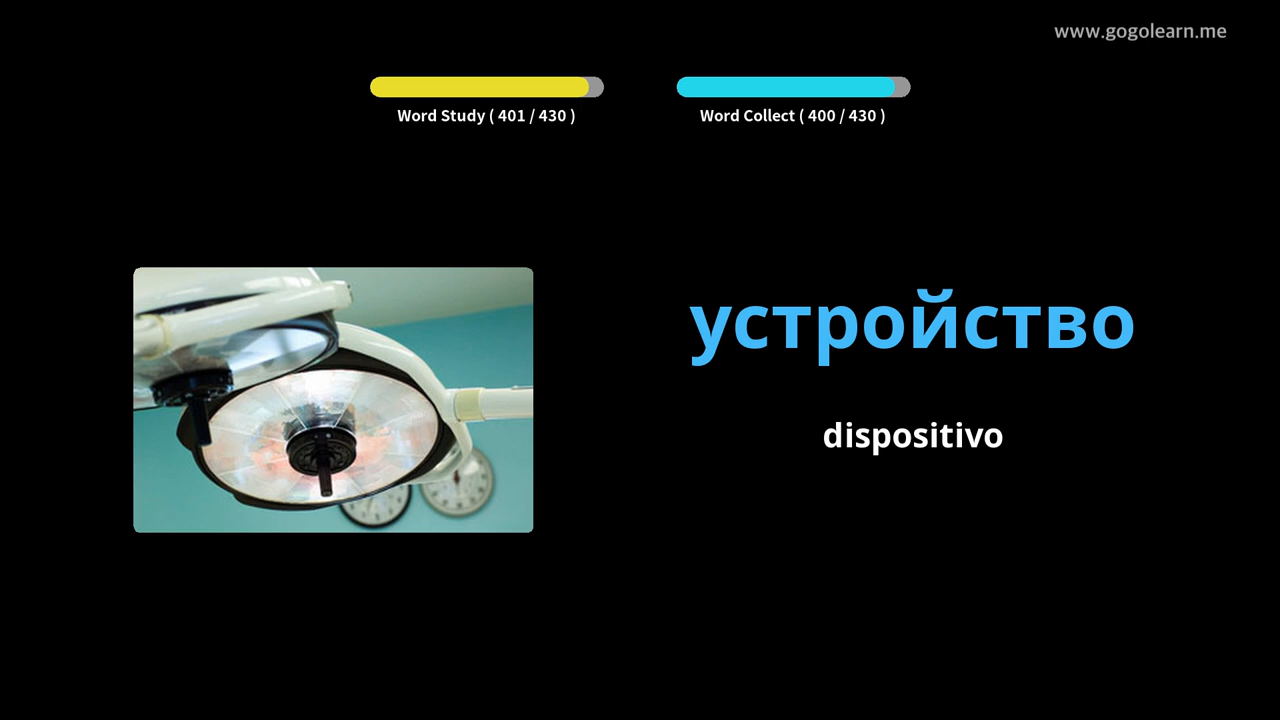 www.gogolearn.me
Word Study ( 401 / 430 )
Word Collect ( 400 / 430 )
устройство
dispositivo